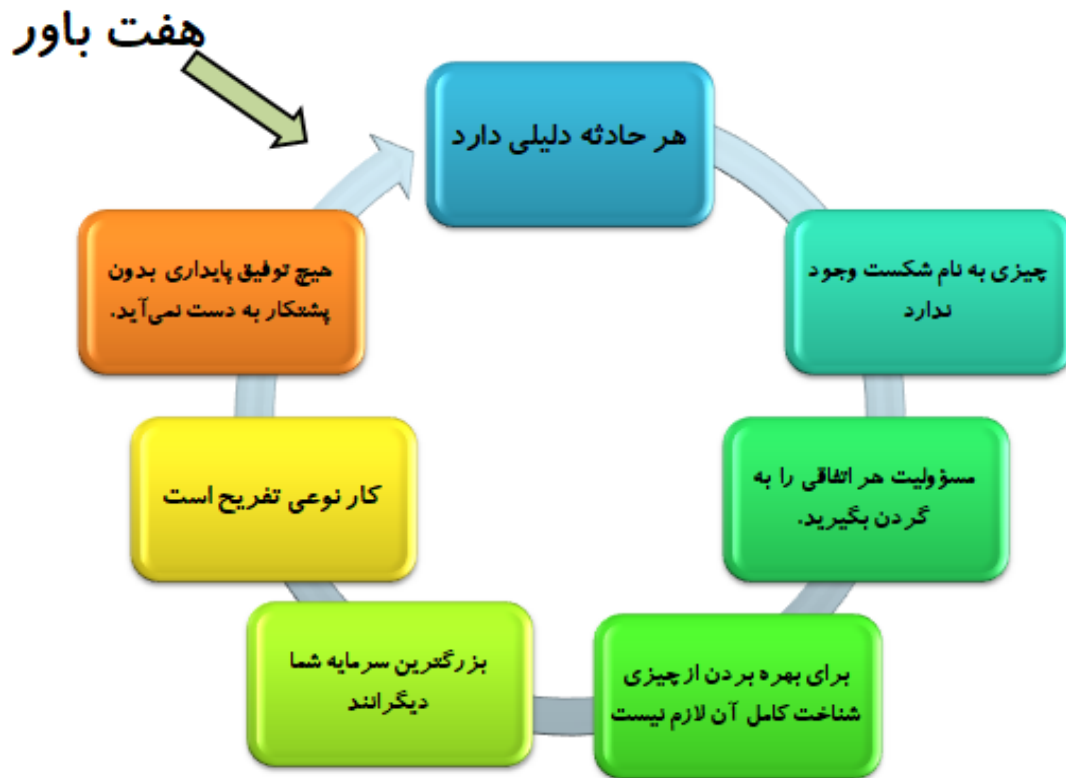 هفت باور
هر حادثه دلیلی دارد
چیزی به نام شکست وجود
ندارد
مسؤولیت هر اتفاقی را به
گردن بگیرید.
برای بهره بردن از چیزی
شناخت کامل آن لازم نیست
بزرگترین سرمایه شما
دیگرانند
کار نوعی تفریح است
هیچ توفیق پایداری بدون
پشتکار به دست نمی‌آید.